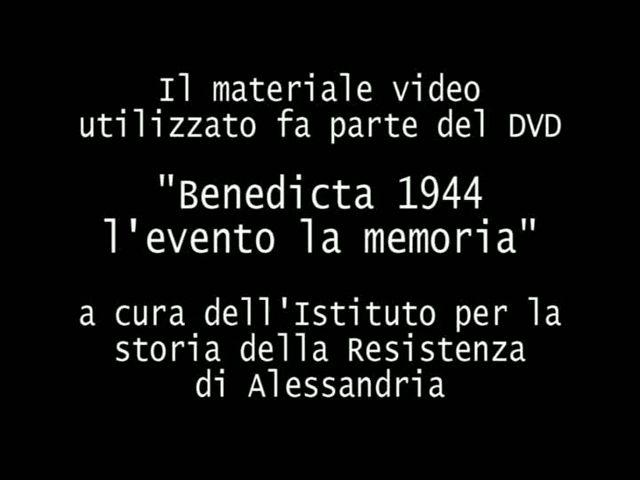 Il materiale video
utilizzato fa parte del DVD
"Benedicta 1944
l'evento la memoria"
a cura dell'Istituto per la
storia della Resistenza
di Alessandria